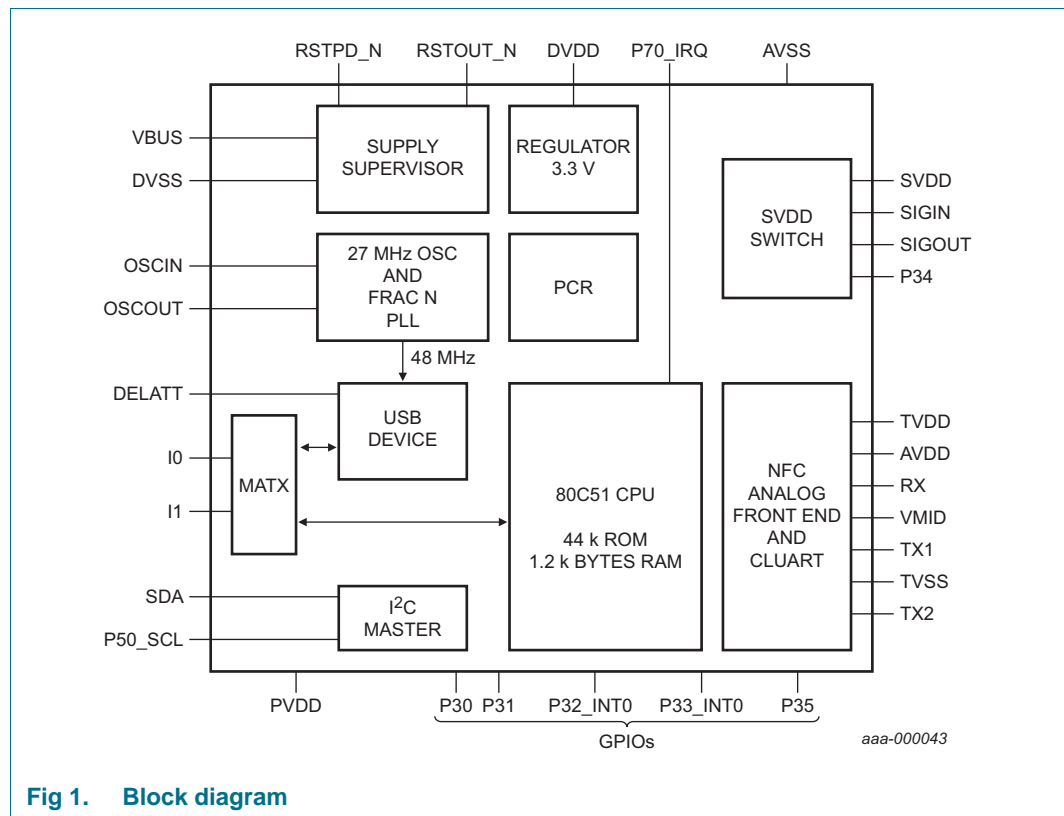 RSTPD_N RSTOUT_N DVDD P70_IRQ AVSS
VBUS
DVSS
SUPPLY
SUPERVISOR
REGULATOR
3.3 V
SVDD
SWITCH
SVDD
SIGIN
SIGOUT
P34
OSCIN
OSCOUT
27 MHz OSC
AND
FRAC N
PLL
PCR
48 MHz
DELATT
USB
DEVICE
I0
I1
MATX
80C51 CPU
44 k ROM
1.2 k BYTES RAM
NFC
ANALOG
FRONT END
AND
CLUART
TVDD
AVDD
RX
VMID
TX1
TVSS
TX2
SDA
P50_SCL
I2C
MASTER
PVDD P30 P31 P32_INT0 P33_INT0 P35
GPIOs
aaa-000043
Fig 1. Block diagram